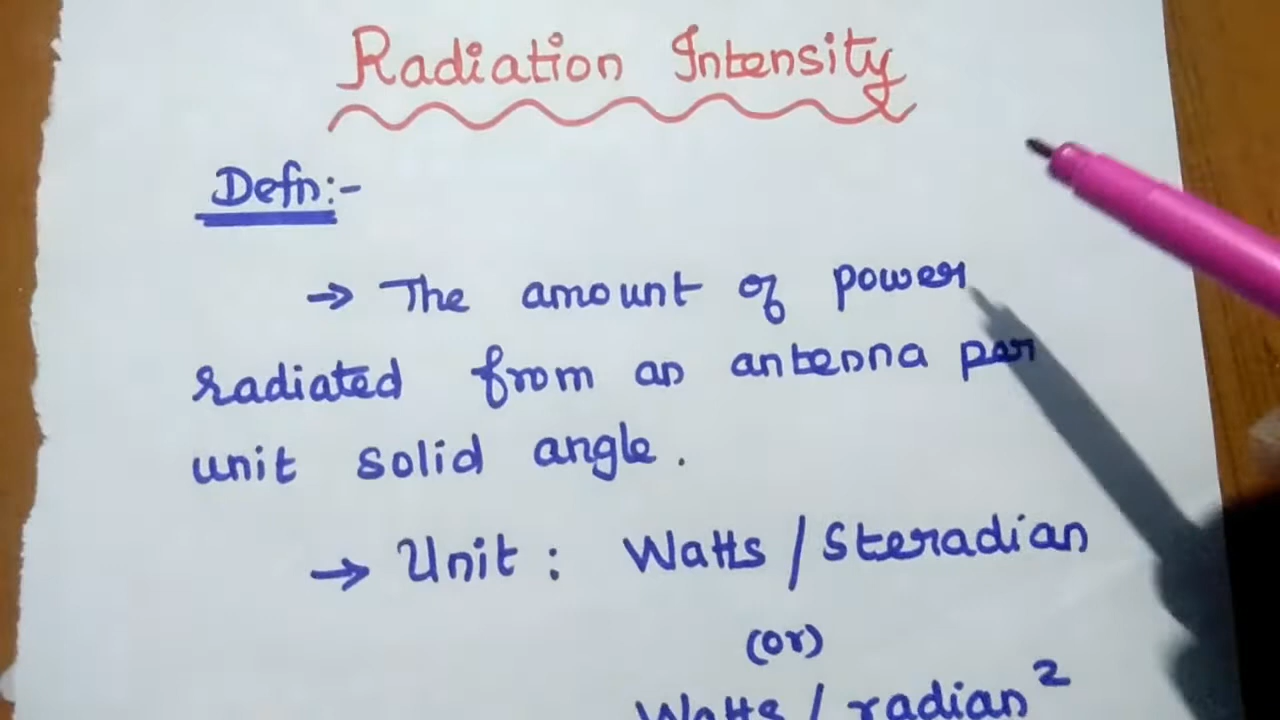 Radiation Intensity
Defn:-
→ The amount of power
radiated from an antenna per
unit solid angle.
→ Unit : Watts / Steradian
(or)
Watts / radian²